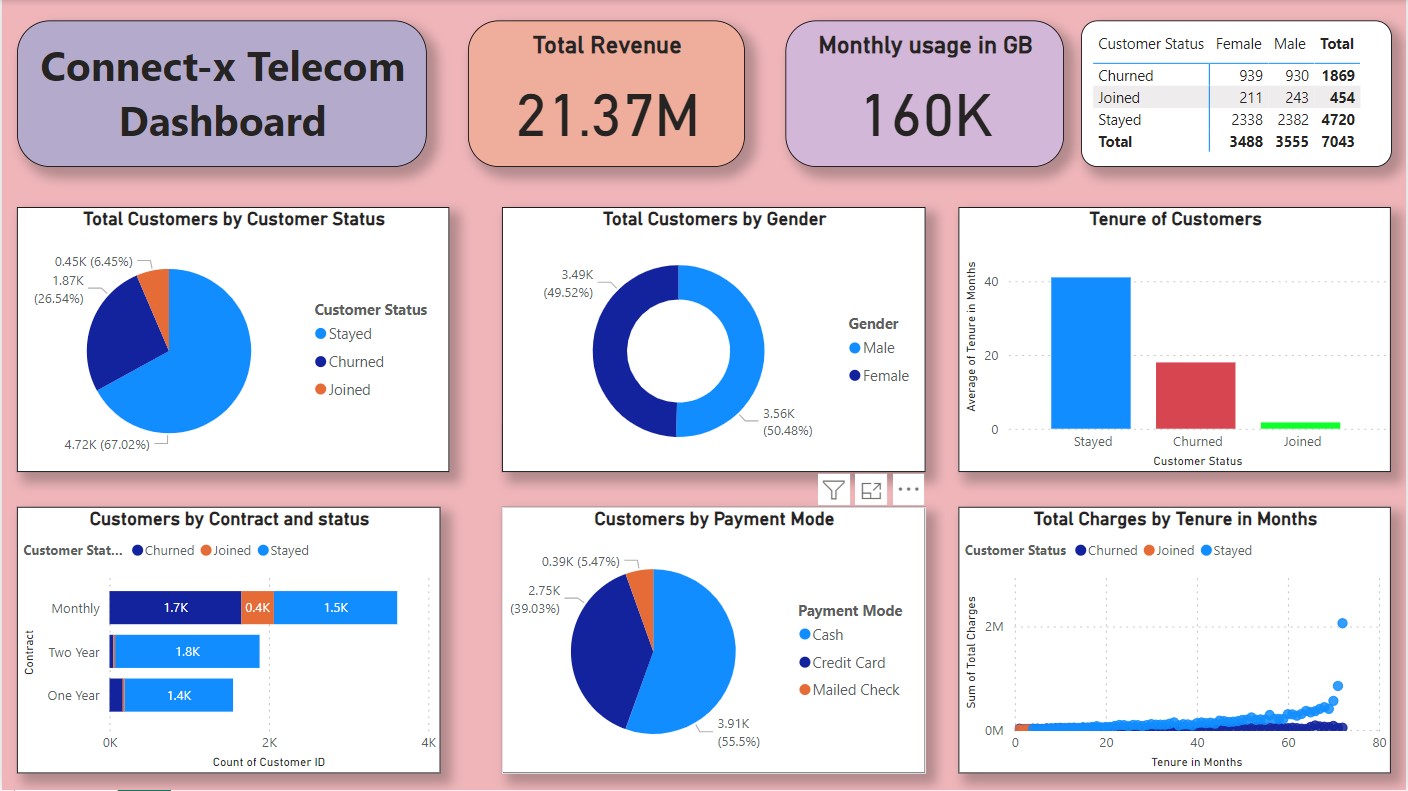 Connect-x Telecom
Dashboard
Total Revenue
21.37M
Monthly usage in GB
160K
Customer Status Female Male Total
Churned 939 930 1869
Joined 211 243 454
Stayed 2338 2382 4720
Total 3488 3555 7043
Total Customers by Customer Status
0.45K (6.45%)
1.87K
(26.54%)
4.72K (67.02%)
Customer Status
Stayed
Churned
Joined
Total Customers by Gender
3.49K
(49.52%)
3.56K
(50.48%)
Gender
Male
Female
Tenure of Customers
Average of Tenure in Months
40
20
0
Stayed Churned Joined
Customer Status
Customers by Contract and status
Customer Stat... Churned Joined Stayed
Contract
Monthly 1.7K 0.4K 1.5K
Two Year 1.8K
One Year 1.4K
0K 2K 4K
Count of Customer ID
Customers by Payment Mode
0.39K (5.47%)
2.75K
(39.03%)
3.91K
(55.5%)
Payment Mode
Cash
Credit Card
Mailed Check
Total Charges by Tenure in Months
Customer Status Churned Joined Stayed
Sum of Total Charges
2M
0M
0 20 40 60 80
Tenure in Months